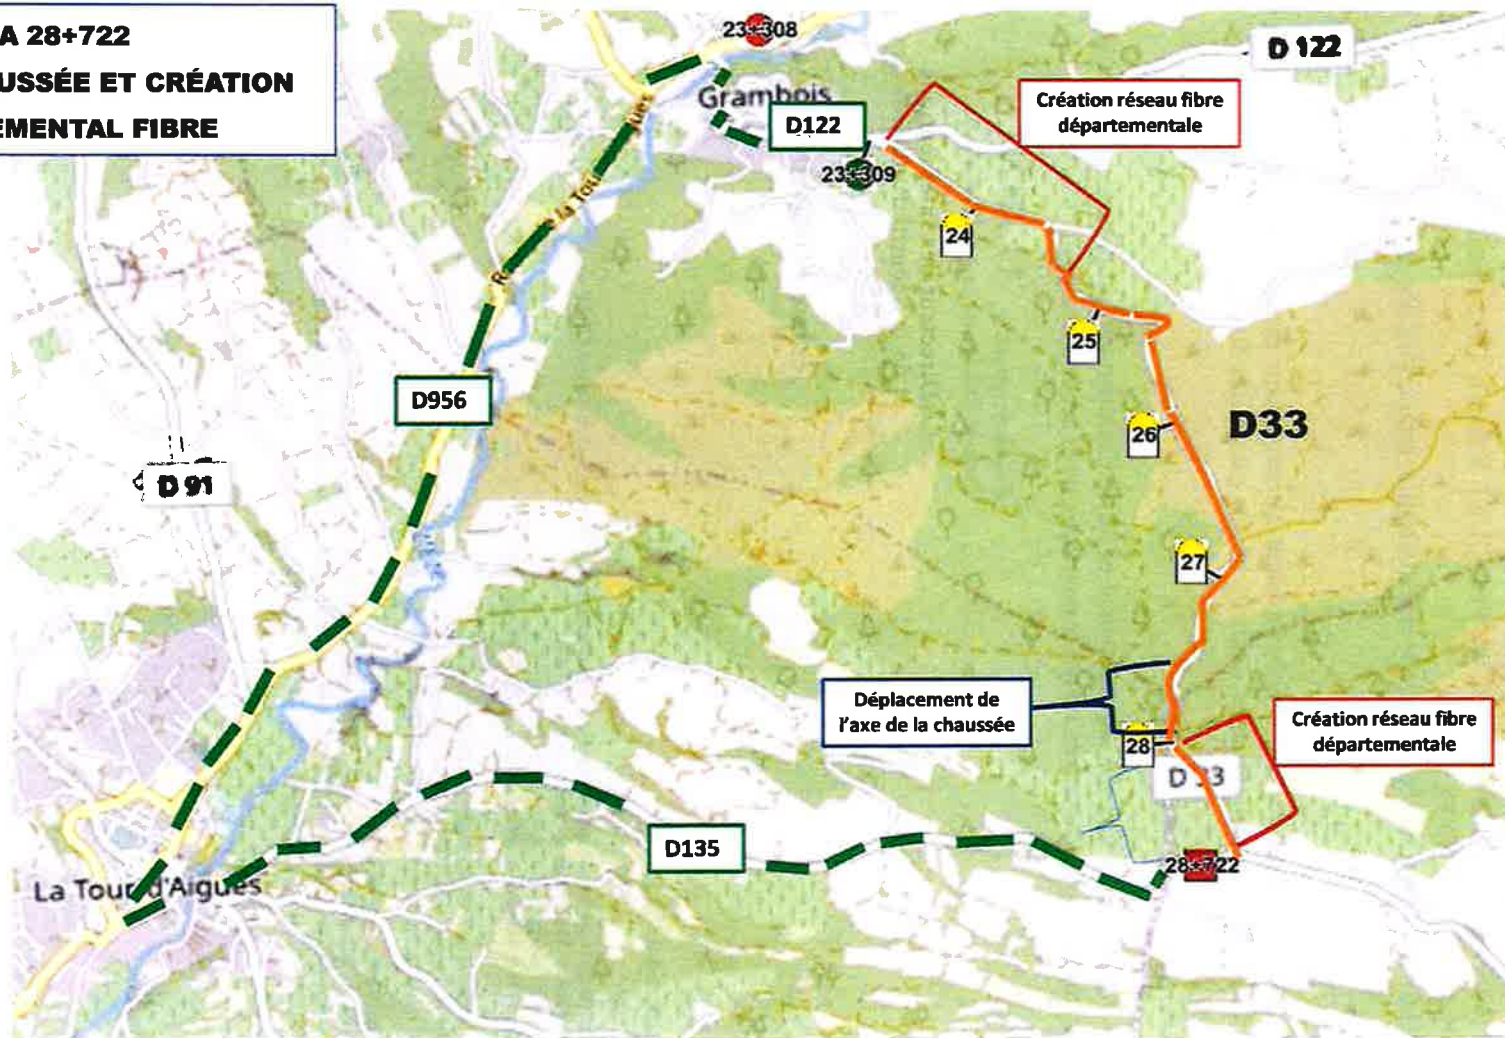 A 28+722
USSÉE ET CRÉATION
EMENTAL FIBRE
23+308
D 122
Grambois
D122
Création réseau fibre
départementale
23+309
24
25
D956
26
D33
D 91
27
Déplacement de
l'axe de la chaussée
28
Création réseau fibre
départementale
D 33
D135
28+722
La Tour d'Aigues